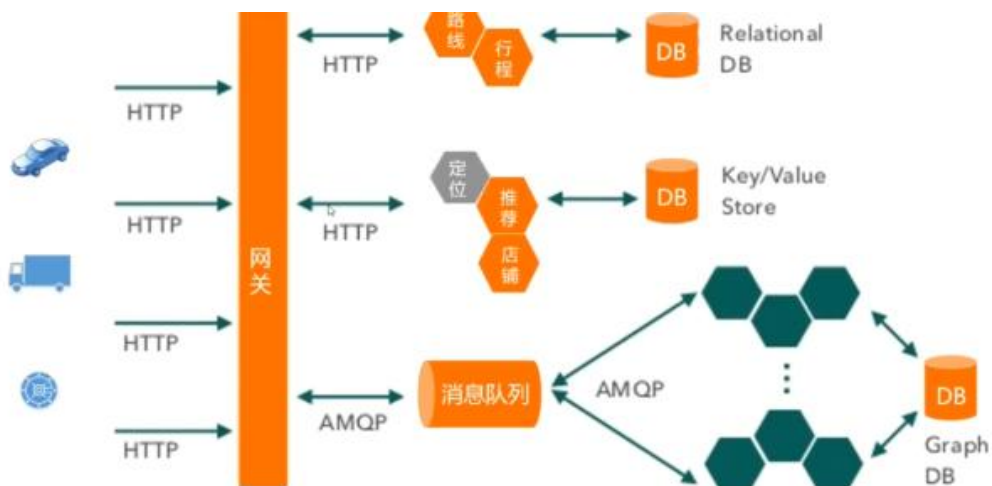 路线
行程
HTTP
DB
Relational
DB
HTTP
定位
推荐
店铺
HTTP
DB
Key/Value
Store
HTTP
网关
HTTP
消息队列
AMQP
AMQP
DB
Graph
DB
HTTP